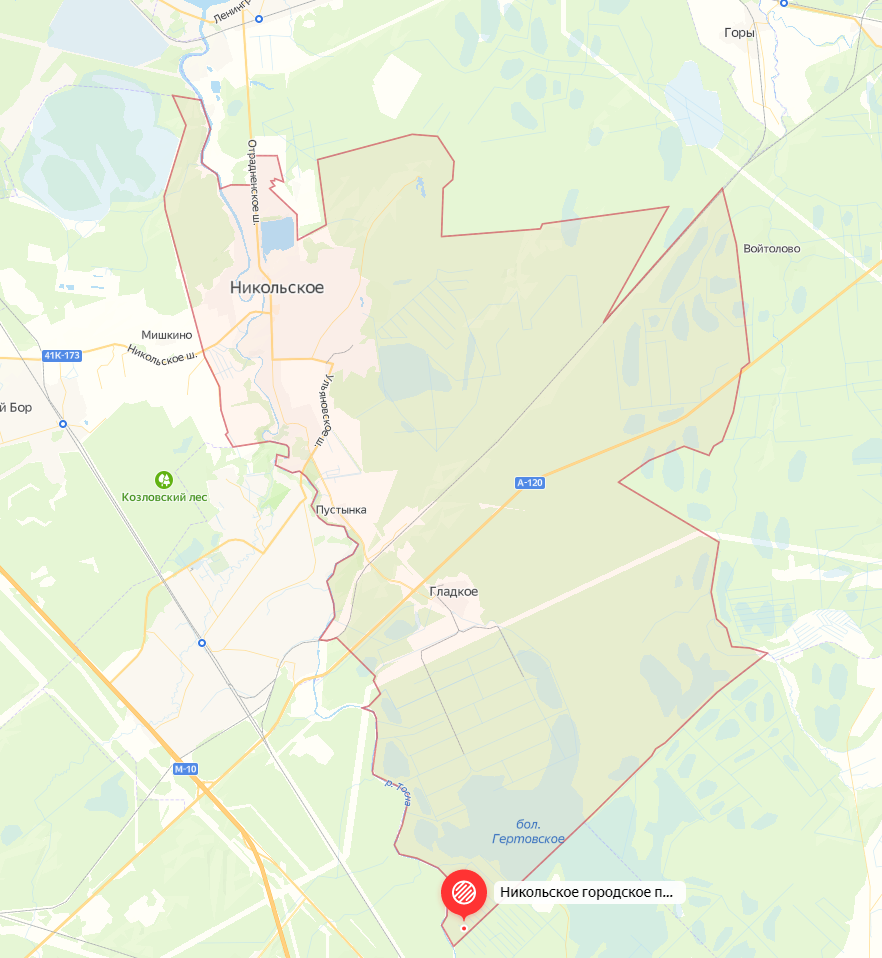 Горы
Отрадненское ш.
Войтолово
Никольское
Мишкино
41К-173
Никольское ш.
й Бор
Ульяновское ш.
А-120
Козловский лес
Пустынка
Гладкое
М-10
р. Тосна
бол.
Гертовское
Никольское городское п...